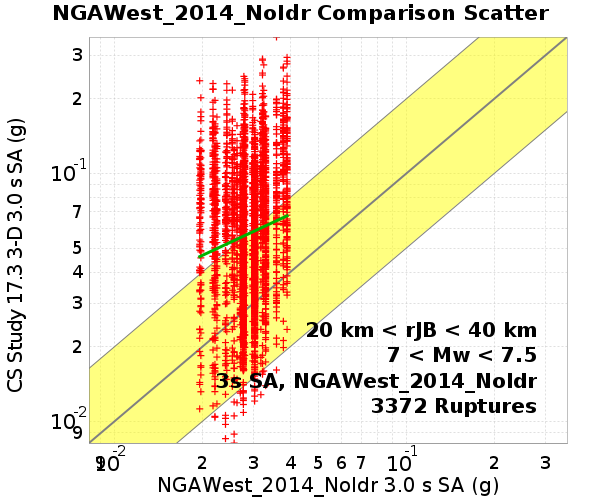 NGAWest_2014_NoIdr Comparison Scatter
CS Study 17.3 3-D 3.0 s SA (g)
3
2
10-1
7
5
4
3
2
10-2
9
20 km < rJB < 40 km
7 < Mw < 7.5
3s SA, NGAWest_2014_NoIdr
3372 Ruptures
9 10-2 2 3 4 5 6 7 10-1 2 3
NGAWest_2014_NoIdr 3.0 s SA (g)